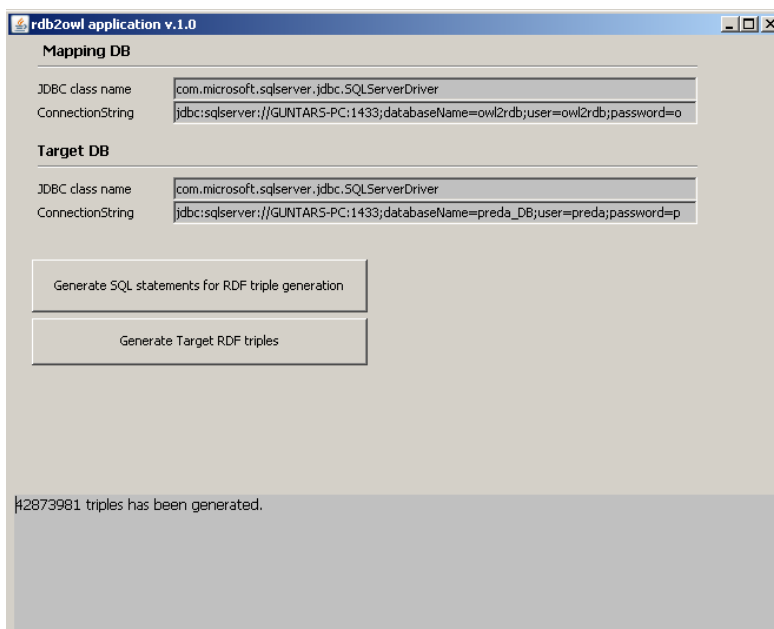 rdb2owl application v.1.0
Mapping DB
JDBC class name com.microsoft.sqlserver.jdbc.SQLServerDriver
ConnectionString jdbc:sqlserver://GUNTARS-PC:1433;databaseName=owl2rdb;user=owl2rdb;password=o
Target DB
JDBC class name com.microsoft.sqlserver.jdbc.SQLServerDriver
ConnectionString jdbc:sqlserver://GUNTARS-PC:1433;databaseName=preda_DB;user=preda;password=p
Generate SQL statements for RDF triple generation
Generate Target RDF triples
42873981 triples has been generated.